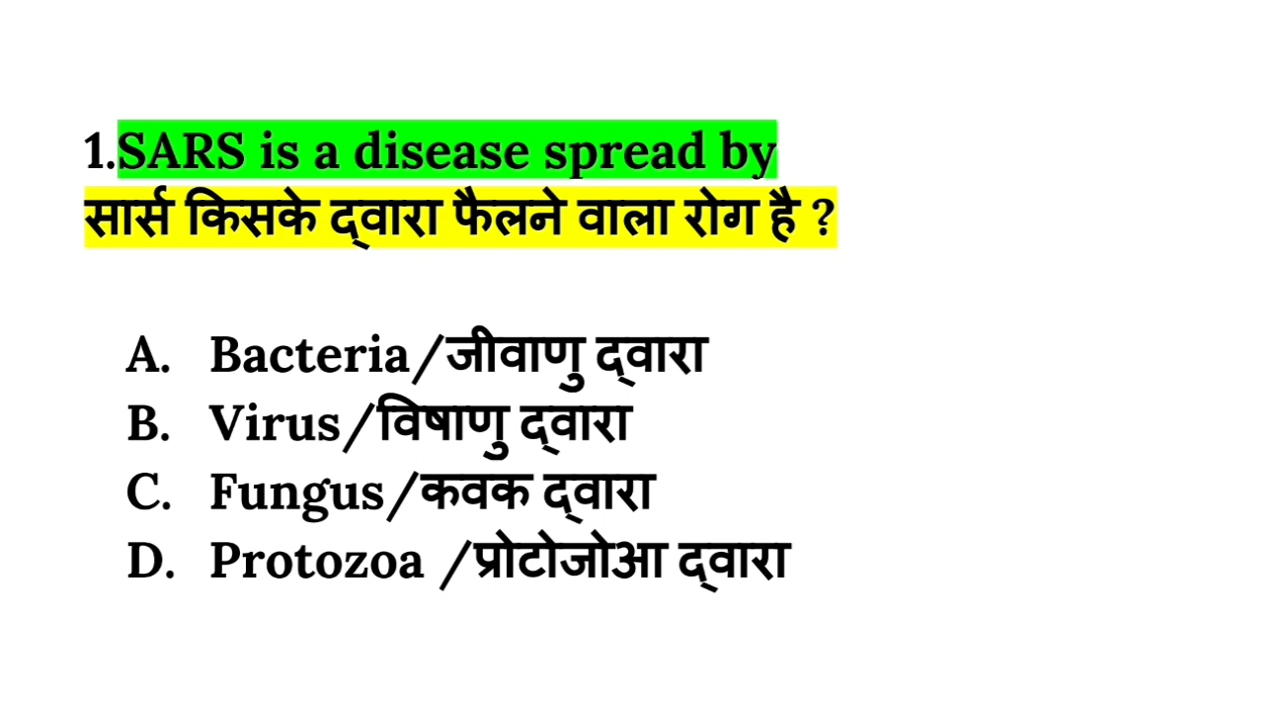 1.SARS is a disease spread by
सार्स किसके द्वारा फैलने वाला रोग है ?
A. Bacteria/जीवाणु द्वारा
B. Virus/विषाणु द्वारा
C. Fungus/कवक द्वारा
D. Protozoa /प्रोटोजोआ द्वारा